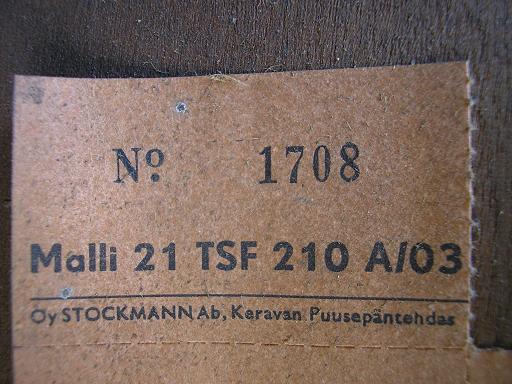 Nº 1708
Malli 21 TSF 210 A/03
Oy STOCKMANN Ab, Keravan Puusepäntehdas